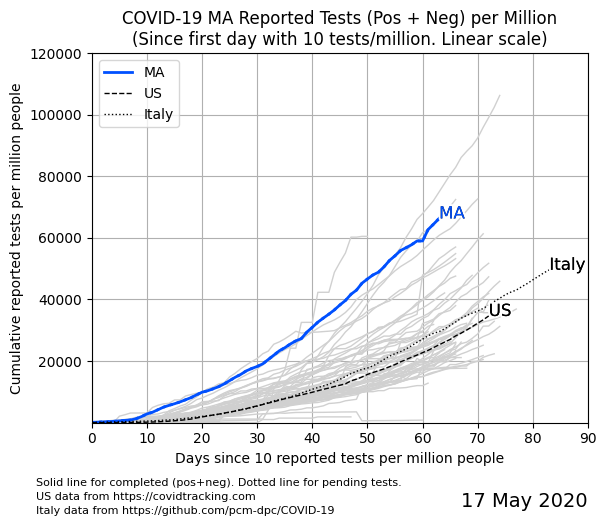 COVID-19 MA Reported Tests (Pos + Neg) per Million
(Since first day with 10 tests/million. Linear scale)
Cumulative reported tests per million people
120000
100000
80000
60000
40000
20000
MA
US
Italy
MA
Italy
US
0 10 20 30 40 50 60 70 80 90
Days since 10 reported tests per million people
Solid line for completed (pos+neg). Dotted line for pending tests.
US data from https://covidtracking.com
Italy data from https://github.com/pcm-dpc/COVID-19
17 May 2020